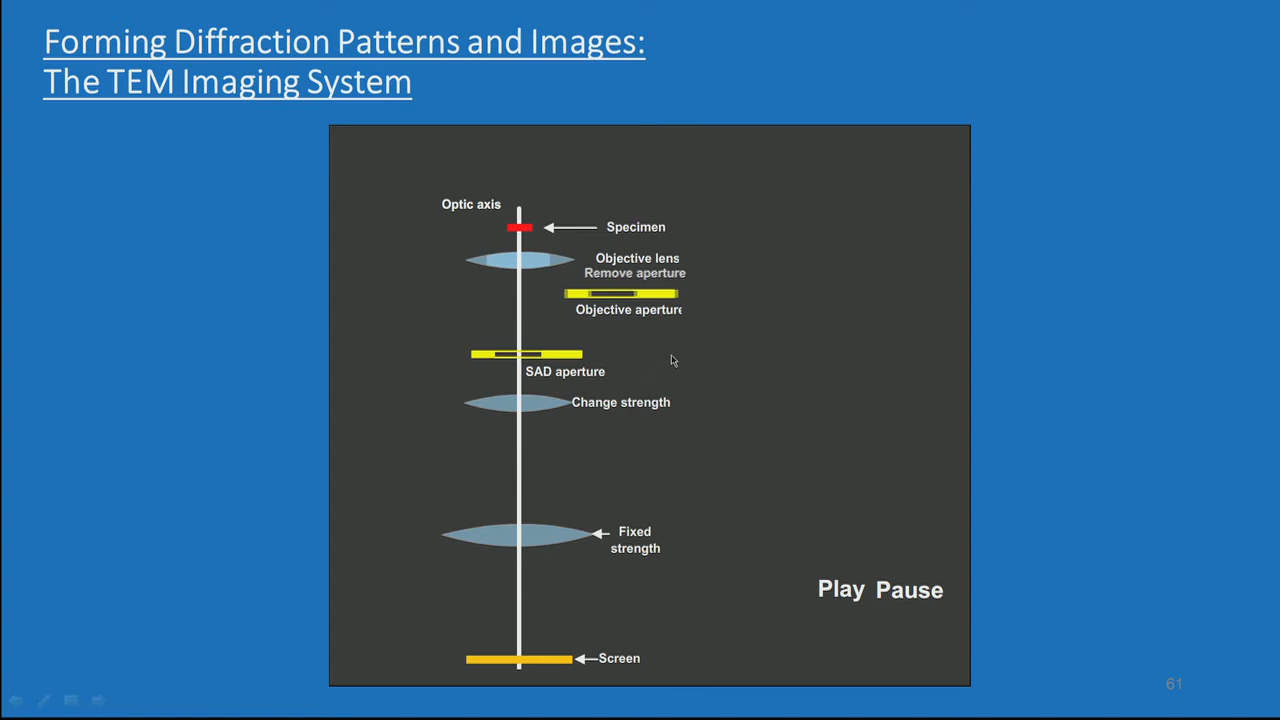 Forming Diffraction Patterns and Images:
The TEM Imaging System
Optic axis
Specimen
Objective lens
Remove aperture
Objective aperture
SAD aperture
Change strength
Fixed
strength
Play Pause
Screen
61